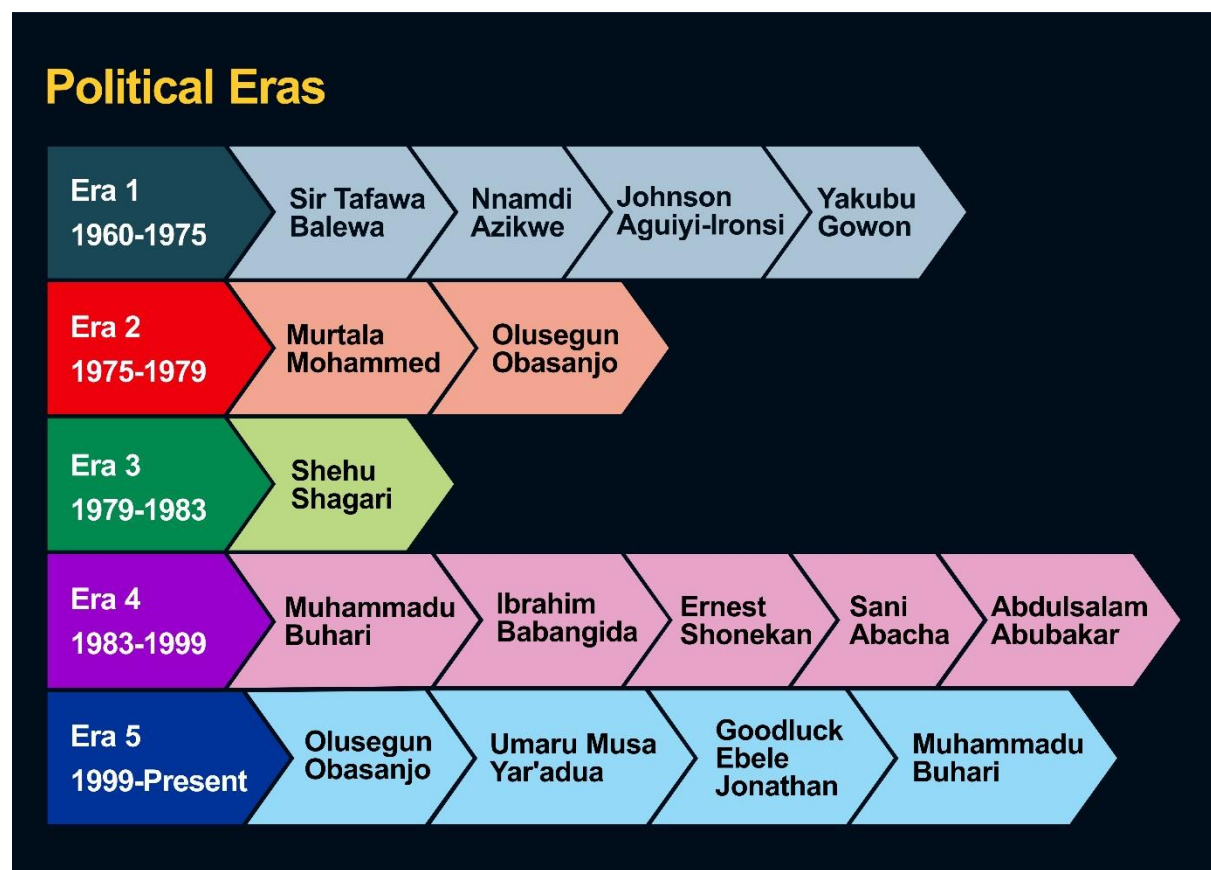 Political Eras
Era 1
1960-1975
Sir Tafawa
Balewa
Nnamdi
Azikwe
Johnson
Aguiyi-Ironsi
Yakubu
Gowon
Era 2
1975-1979
Murtala
Mohammed
Olusegun
Obasanjo
Era 3
1979-1983
Shehu
Shagari
Era 4
1983-1999
Muhammadu
Buhari
Ibrahim
Babangida
Ernest
Shonekan
Sani
Abacha
Abdulsalam
Abubakar
Era 5
1999-Present
Olusegun
Obasanjo
Umaru Musa
Yar'adua
Goodluck
Ebele
Jonathan
Muhammadu
Buhari